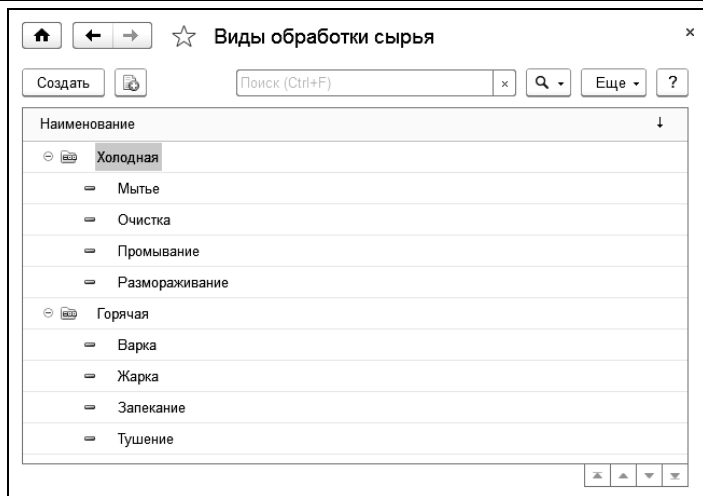 Виды обработки сырья ×
Создать Поиск (Ctrl+F) × Еще ?
Наименование ↓
Холодная
Мытье
Очистка
Промывание
Размораживание
Горячая
Варка
Жарка
Запекание
Тушение